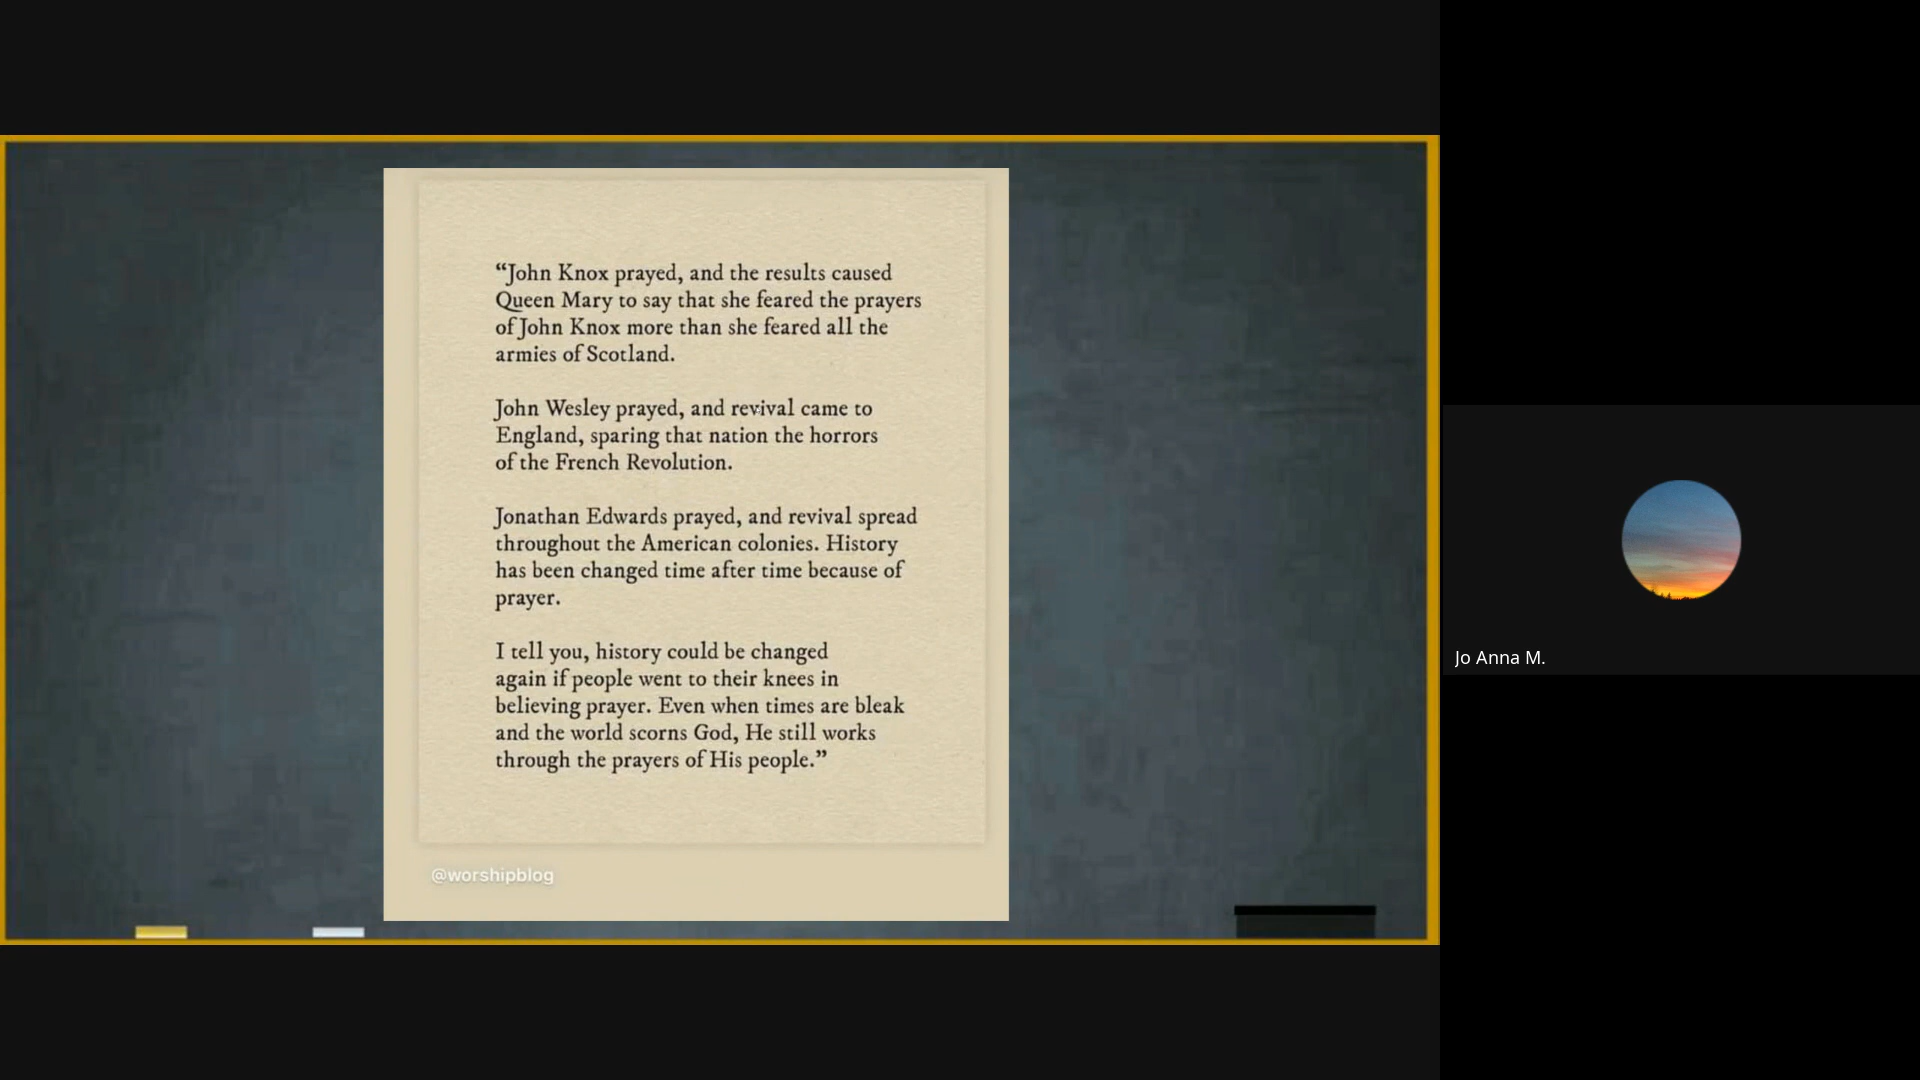 “John Knox prayed, and the results caused
Queen Mary to say that she feared the prayers
of John Knox more than she feared all the
armies of Scotland.
John Wesley prayed, and revival came to
England, sparing that nation the horrors
of the French Revolution.
Jonathan Edwards prayed, and revival spread
throughout the American colonies. History
has been changed time after time because of
prayer.
I tell you, history could be changed
again if people went to their knees in
believing prayer. Even when times are bleak
and the world scorns God, He still works
through the prayers of His people.”
@worshipblog
Jo Anna M.